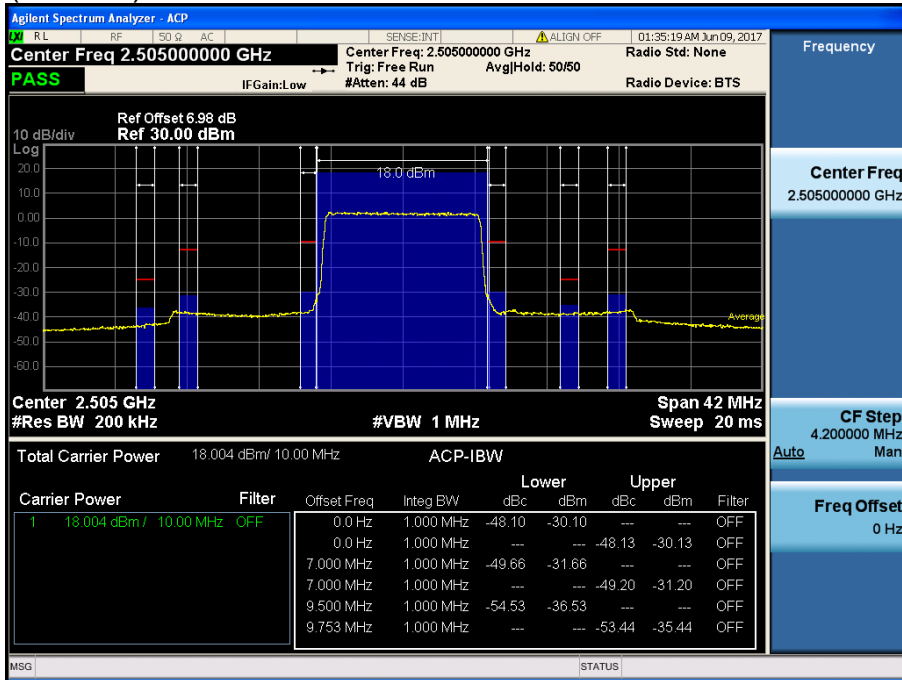 Agilent Spectrum Analyzer - ACP
LXI RL RF 50 Ω AC SENSE:INT ALIGN OFF 01:35:19 AM Jun 09, 2017
Center Freq 2.505000000 GHz Center Freq: 2.505000000 GHz Radio Std: None
Trig: Free Run Avg|Hold: 50/50
PASS IFGain:Low #Atten: 44 dB Radio Device: BTS
Ref Offset 6.98 dB
10 dB/div Ref 30.00 dBm
Log
20.0
10.0
0.00
-10.0
-20.0
-30.0
-40.0
-50.0
-60.0
18.0 dBm
Average
Center 2.505 GHz Span 42 MHz
#Res BW 200 kHz #VBW 1 MHz Sweep 20 ms
Total Carrier Power 18.004 dBm/ 10.00 MHz ACP-IBW
Lower Upper
Carrier Power Filter Offset Freq Integ BW dBc dBm dBc dBm Filter
1 18.004 dBm / 10.00 MHz OFF 0.0 Hz 1.000 MHz -48.10 -30.10 --- --- OFF
0.0 Hz 1.000 MHz --- --- -48.13 -30.13 OFF
7.000 MHz 1.000 MHz -49.66 -31.66 --- --- OFF
7.000 MHz 1.000 MHz --- --- -49.20 -31.20 OFF
9.500 MHz 1.000 MHz -54.53 -36.53 --- --- OFF
9.753 MHz 1.000 MHz --- --- -53.44 -35.44 OFF
MSG STATUS
Frequency
Center Freq
2.505000000 GHz
CF Step
4.200000 MHz
Auto Man
Freq Offset
0 Hz